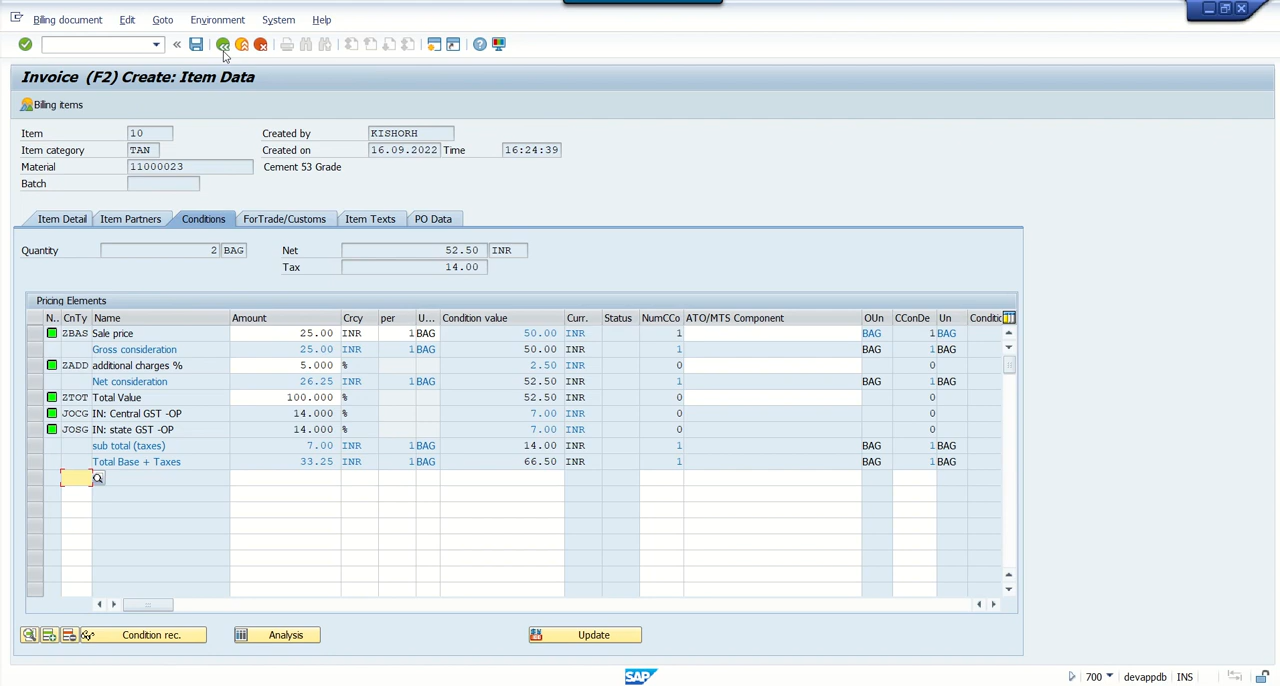 Billing document Edit Goto Environment System Help
Invoice (F2) Create: Item Data
Billing items
Item 10 Created by KISHORH
Item category TAN Created on 16.09.2022 Time 16:24:39
Material 11000023 Cement 53 Grade
Batch
Item Detail Item Partners Conditions ForTrade/Customs Item Texts PO Data
Quantity 2 BAG Net 52.50 INR
Tax 14.00
Pricing Elements
N.. CnTy Name Amount Crcy per U... Condition value Curr. Status NumCCo ATO/MTS Component OUn CConDe Un Conditic
ZBAS Sale price 25.00 INR 1 BAG 50.00 INR 1 BAG 1 BAG
Gross consideration 25.00 INR 1 BAG 50.00 INR 1 BAG 1 BAG
ZADD additional charges % 5.000 % 2.50 INR 0 0
Net consideration 26.25 INR 1 BAG 52.50 INR 1 BAG 1 BAG
ZTOT Total Value 100.000 % 52.50 INR 0 0
JOCG IN: Central GST -OP 14.000 % 7.00 INR 0 0
JOSG IN: state GST -OP 14.000 % 7.00 INR 0 0
sub total (taxes) 7.00 INR 1 BAG 14.00 INR 1 BAG 1 BAG
Total Base + Taxes 33.25 INR 1 BAG 66.50 INR 1 BAG 1 BAG
Condition rec. Analysis Update
SAP 700 devappdb INS